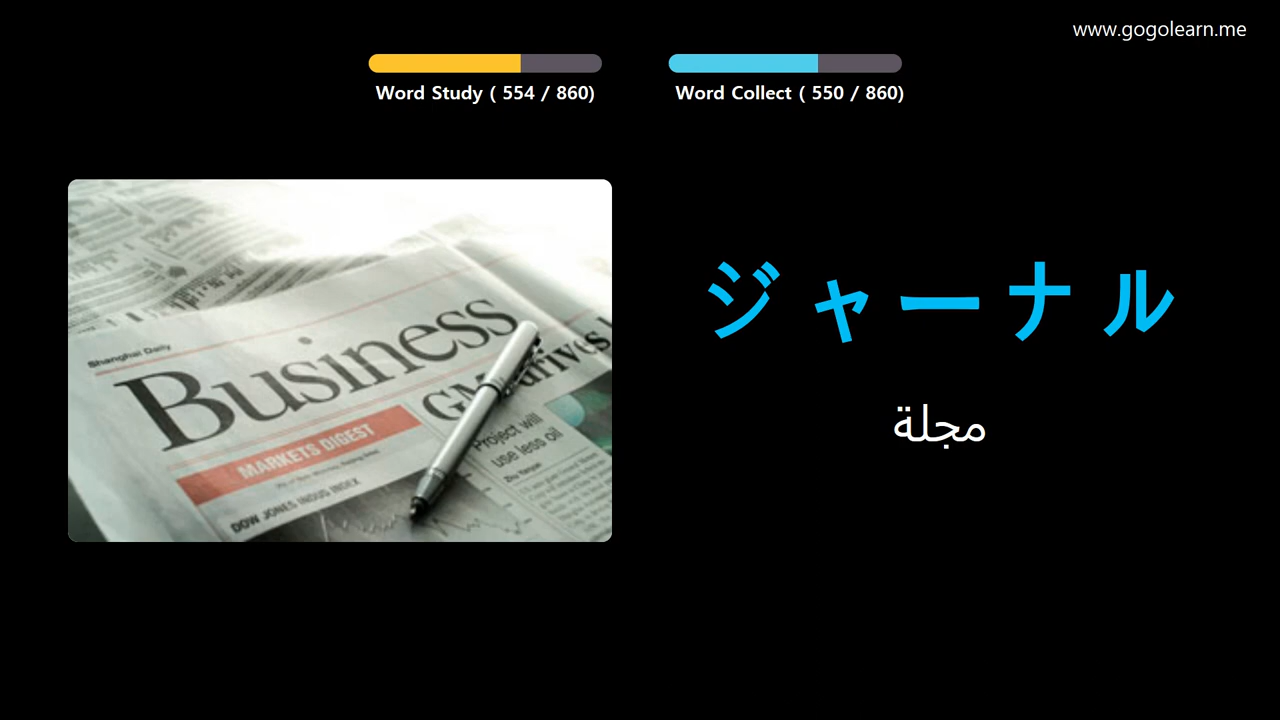 www.gogolearn.me
Word Study ( 554 / 860)
Word Collect ( 550 / 860)
Shanghai Daily
Business
MARKETS DIGEST
DOW JONES INDUS INDEX
GM drives
Project will
use less oil
ジャーナル
مجلة